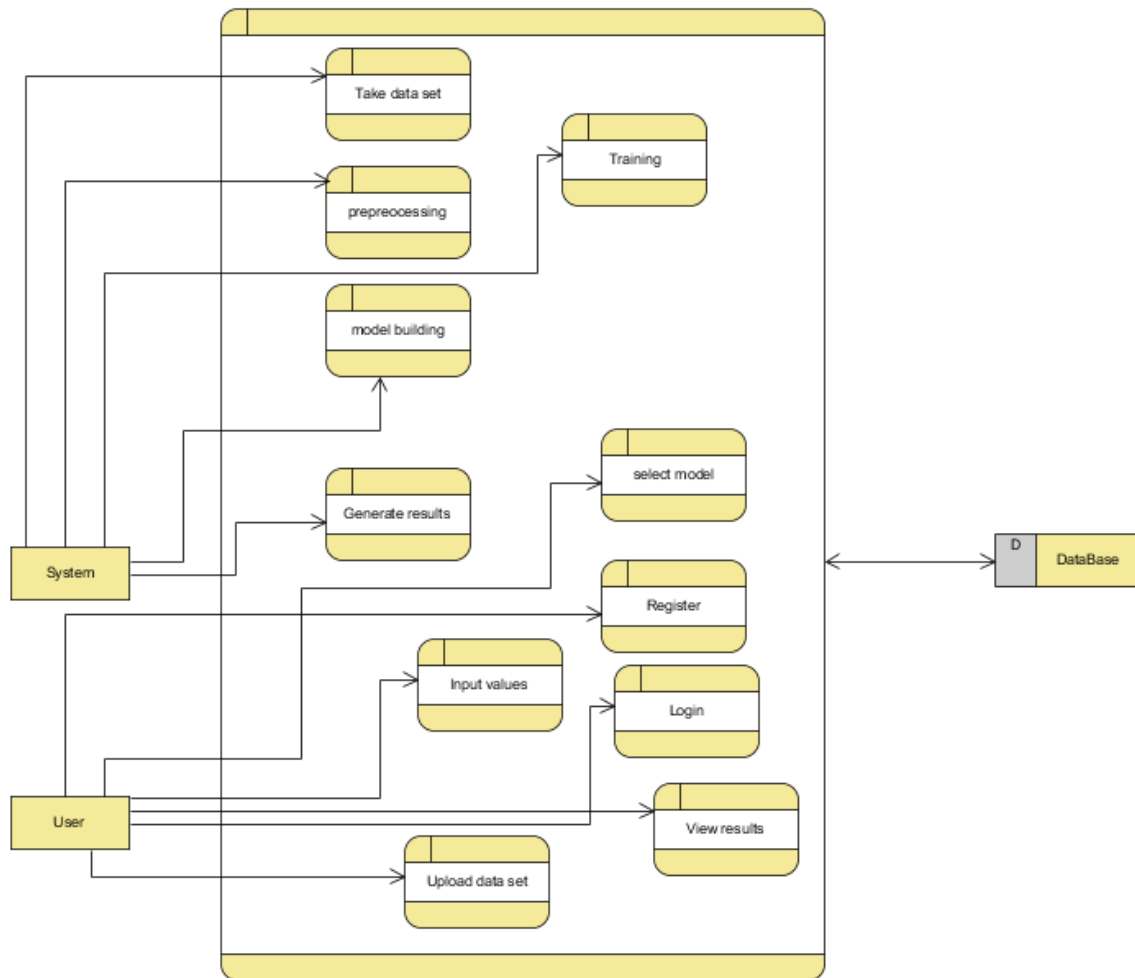 Take data set
Training
prepreocessing
model building
select model
Generate results
D
DataBase
System
Register
Input values
Login
User
View results
Upload data set